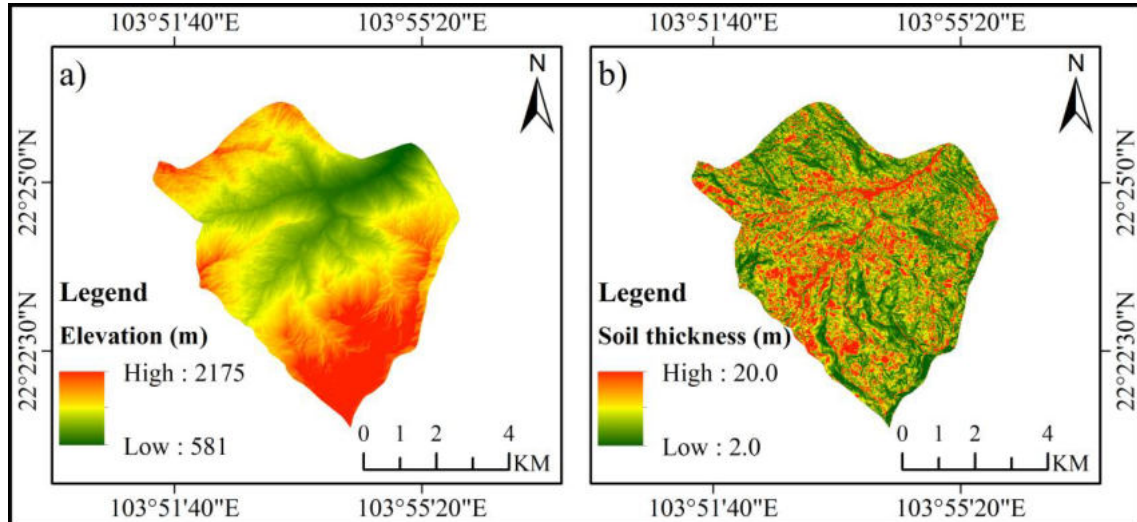 103°51'40"E 103°55'20"E 103°51'40"E 103°55'20"E
a)
N
b)
N
22°25'0"N
22°22'30"N
22°25'0"N
22°22'30"N
Legend
Elevation (m)
High : 2175
Low : 581
0 1 2 4
KM
Legend
Soil thickness (m)
High : 20.0
Low : 2.0
0 1 2 4
KM
103°51'40"E 103°55'20"E 103°51'40"E 103°55'20"E